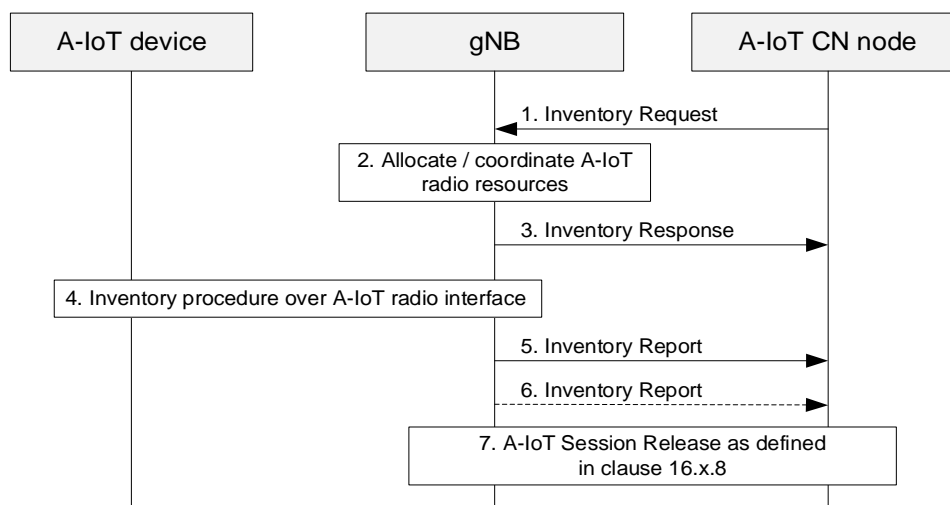 A-IoT device
gNB
A-IoT CN node
1. Inventory Request
2. Allocate / coordinate A-IoT
radio resources
3. Inventory Response
4. Inventory procedure over A-IoT radio interface
5. Inventory Report
6. Inventory Report
7. A-IoT Session Release as defined
in clause 16.x.8